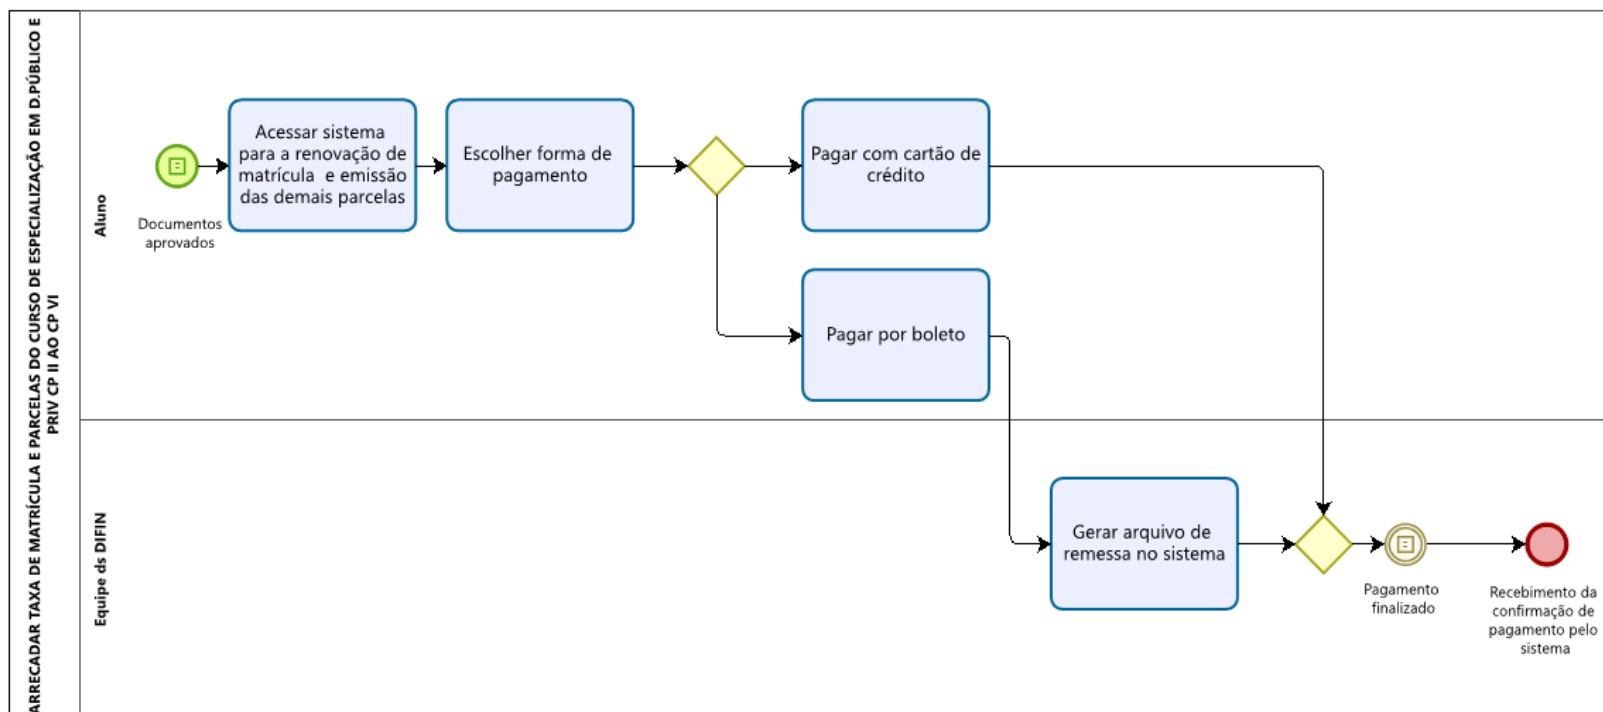 ARRECADAR TAXA DE MATRÍCULA E PARCELAS DO CURSO DE ESPECIALIZAÇÃO EM D.PÚBLICO E
PRIV CP II AO CP VI
Aluno
Documentos
aprovados
Acessar sistema
para a renovação de
matrícula e emissão
das demais parcelas
Escolher forma de
pagamento
Pagar com cartão de
crédito
Pagar por boleto
Equipe ds DIFIN
Gerar arquivo de
remessa no sistema
Pagamento
finalizado
Recebimento da
confirmação de
pagamento pelo
sistema